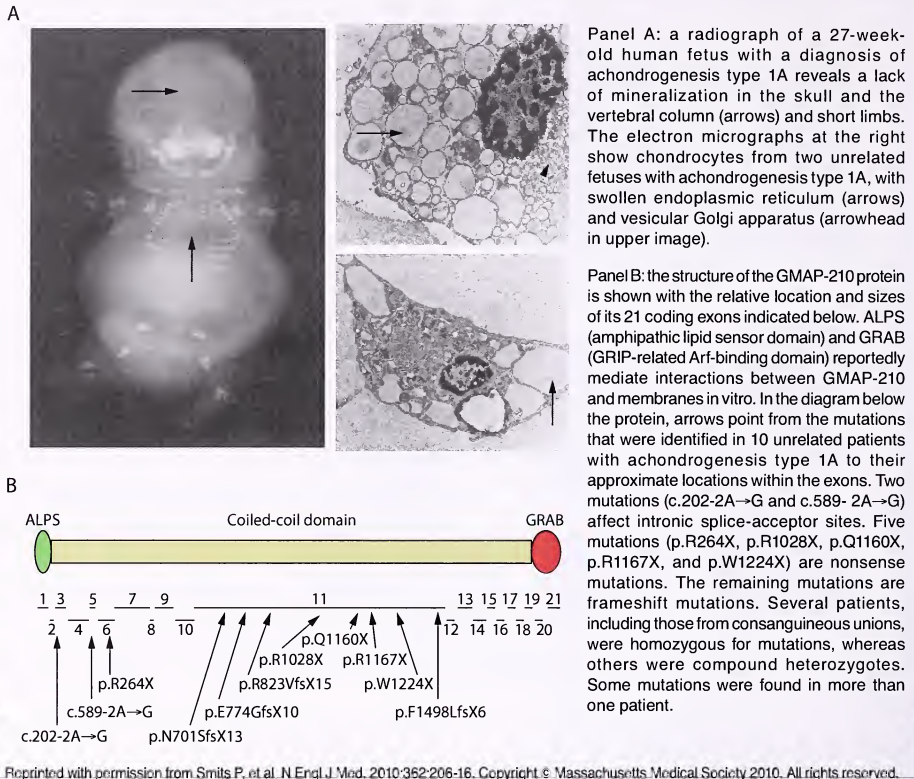 A
Panel A: a radiograph of a 27-week-
old human fetus with a diagnosis of
achondrogenesis type 1A reveals a lack
of mineralization in the skull and the
vertebral column (arrows) and short limbs.
The electron micrographs at the right
show chondrocytes from two unrelated
fetuses with achondrogenesis type 1A, with
swollen endoplasmic reticulum (arrows)
and vesicular Golgi apparatus (arrowhead
in upper image).
Panel B: the structure of the GMAP-210 protein
is shown with the relative location and sizes
of its 21 coding exons indicated below. ALPS
(amphipathic lipid sensor domain) and GRAB
(GRIP-related Arf-binding domain) reportedly
mediate interactions between GMAP-210
and membranes in vitro. In the diagram below
the protein, arrows point from the mutations
that were identified in 10 unrelated patients
with achondrogenesis type 1A to their
approximate locations within the exons. Two
mutations (c.202-2A→G and c.589- 2A→G)
affect intronic splice-acceptor sites. Five
mutations (p.R264X, p.R1028X, p.Q1160X,
p.R1167X, and p.W1224X) are nonsense
mutations. The remaining mutations are
frameshift mutations. Several patients,
including those from consanguineous unions,
were homozygous for mutations, whereas
others were compound heterozygotes.
Some mutations were found in more than
one patient.
B
ALPS Coiled-coil domain GRAB
1 3 5 7 9 11 13 15 17 19 21
2 4 6 8 10 12 14 16 18 20
p.Q1160X
p.R1028X p.R1167X
p.R264X p.R823VfsX15 p.W1224X
c.589-2A→G p.E774GfsX10 p.F1498LfsX6
c.202-2A→G p.N701SfsX13
Reprinted with permission from Smits P, et al. N Engl J Med. 2010;362:206-16. Copyright © Massachusetts Medical Society 2010. All rights reserved.